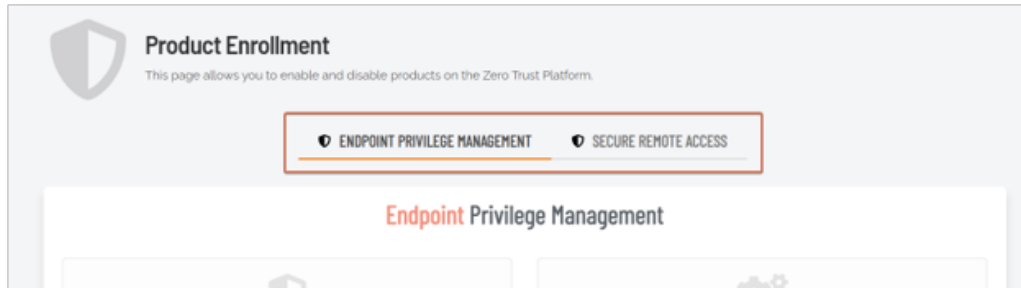 Product Enrollment
This page allows you to enable and disable products on the Zero Trust Platform.
ENDPOINT PRIVILEGE MANAGEMENT SECURE REMOTE ACCESS
Endpoint Privilege Management